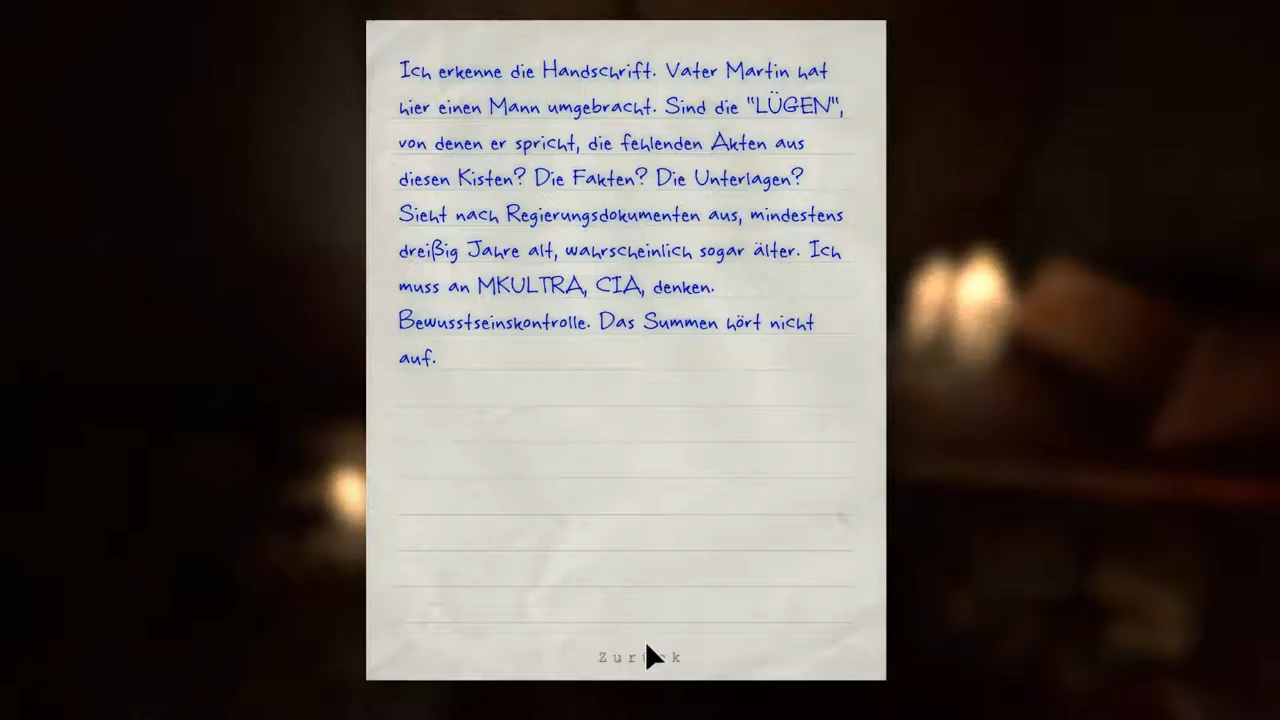 Ich erkenne die Handschrift. Vater Martin hat
hier einen Mann umgebracht. Sind die "LÜGEN",
von denen er spricht, die fehlenden Akten aus
diesen Kisten? Die Fakten? Die Unterlagen?
Sieht nach Regierungsdokumenten aus, mindestens
dreißig Jahre alt, wahrscheinlich sogar älter. Ich
muss an MKULTRA, CIA, denken.
Bewusstseinskontrolle. Das Summen hört nicht
auf.
Zurück